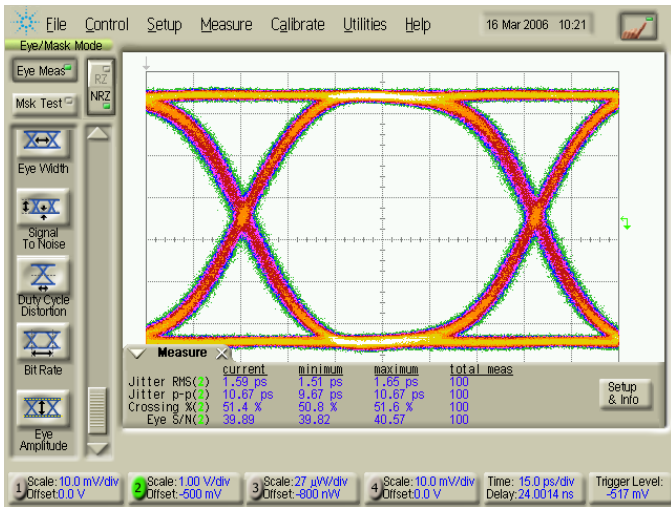 File Control Setup Measure Calibrate Utilities Help 16 Mar 2006 10:21
Eye/Mask Mode
Eye Meas
RZ
NRZ
Msk Test
Eye Width
Signal
To Noise
Duty Cycle
Distortion
Bit Rate
Eye
Amplitude
Measure
current minimum maximum total meas
Jitter RMS(2) 1.59 ps 1.51 ps 1.65 ps 100
Jitter p-p(2) 10.67 ps 9.67 ps 10.67 ps 100
Crossing %(2) 51.4 % 50.8 % 51.6 % 100
Eye S/N(2) 39.89 39.82 40.57 100
Setup
& Info
1 Scale:10.0 mV/div
Offset:0.0 V
2 Scale:1.00 V/div
Offset:-500 mV
3 Scale:27 µW/div
Offset:-800 nW
4 Scale:10.0 mV/div
Offset:0.0 V
Time: 15.0 ps/div
Delay:24.0014 ns
Trigger Level:
-517 mV